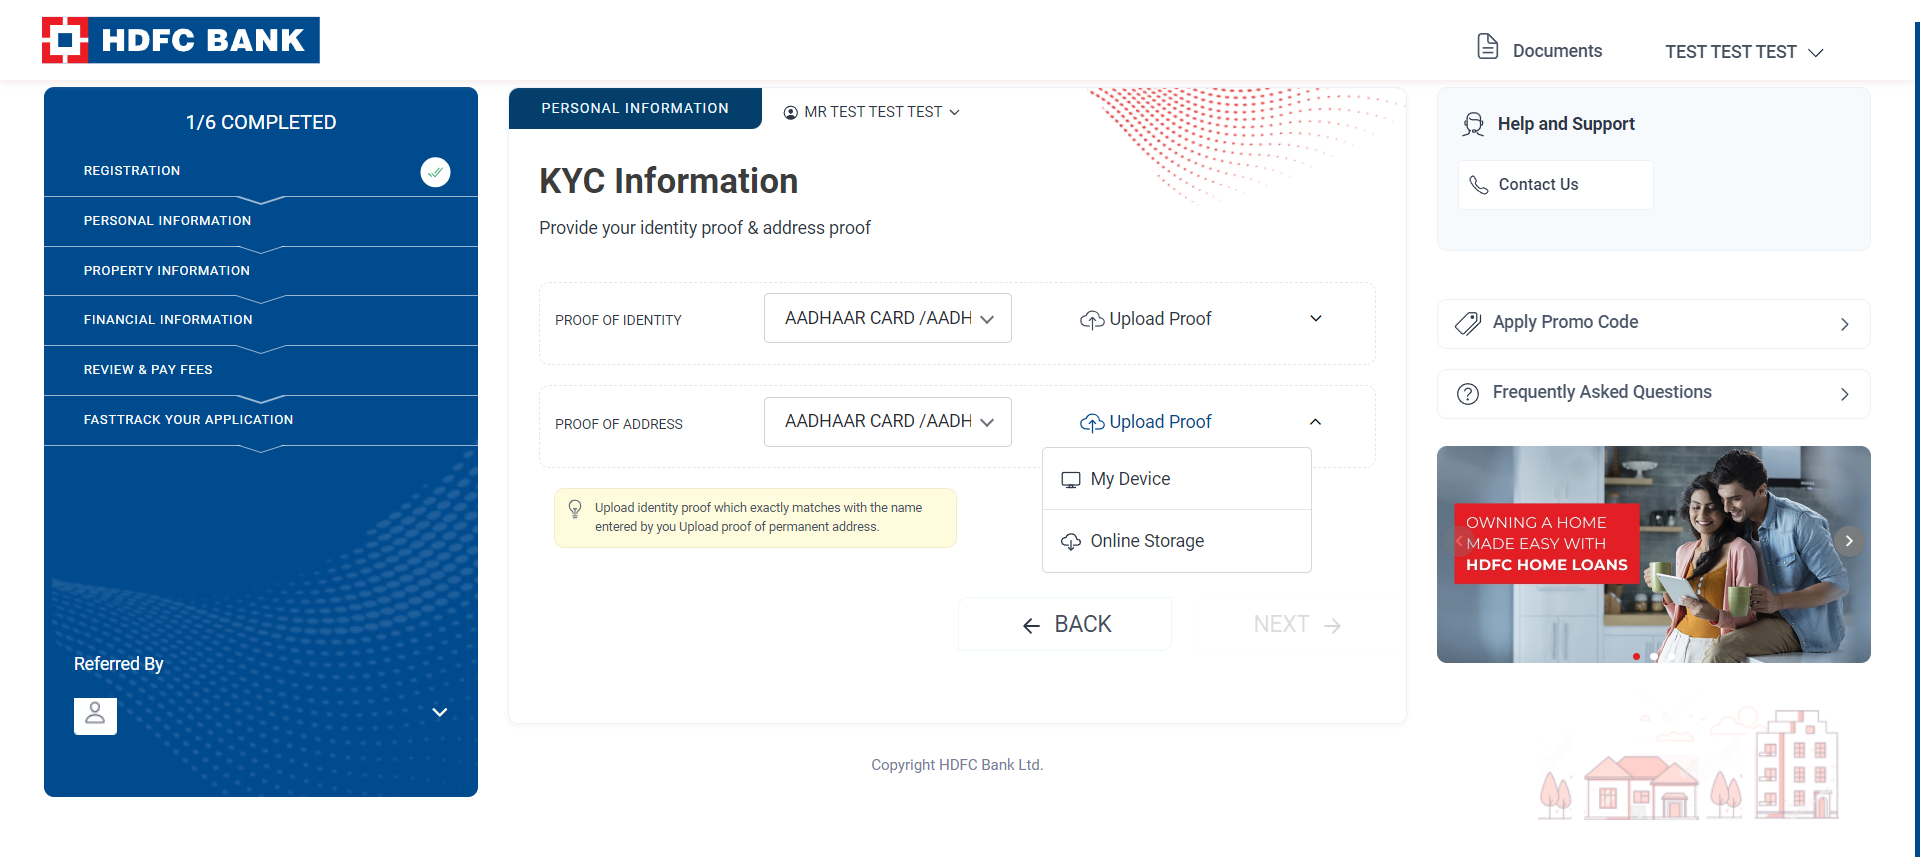 HDFC BANK
Documents
TEST TEST TEST
1/6 COMPLETED
REGISTRATION
PERSONAL INFORMATION
PROPERTY INFORMATION
FINANCIAL INFORMATION
REVIEW & PAY FEES
FASTTRACK YOUR APPLICATION
Referred By
PERSONAL INFORMATION
MR TEST TEST TEST
KYC Information
Provide your identity proof & address proof
PROOF OF IDENTITY
AADHAAR CARD /AADH
Upload Proof
PROOF OF ADDRESS
AADHAAR CARD /AADH
Upload Proof
My Device
Online Storage
Upload identity proof which exactly matches with the name
entered by you Upload proof of permanent address.
BACK
NEXT
Copyright HDFC Bank Ltd.
Help and Support
Contact Us
Apply Promo Code
Frequently Asked Questions
OWNING A HOME
MADE EASY WITH
HDFC HOME LOANS